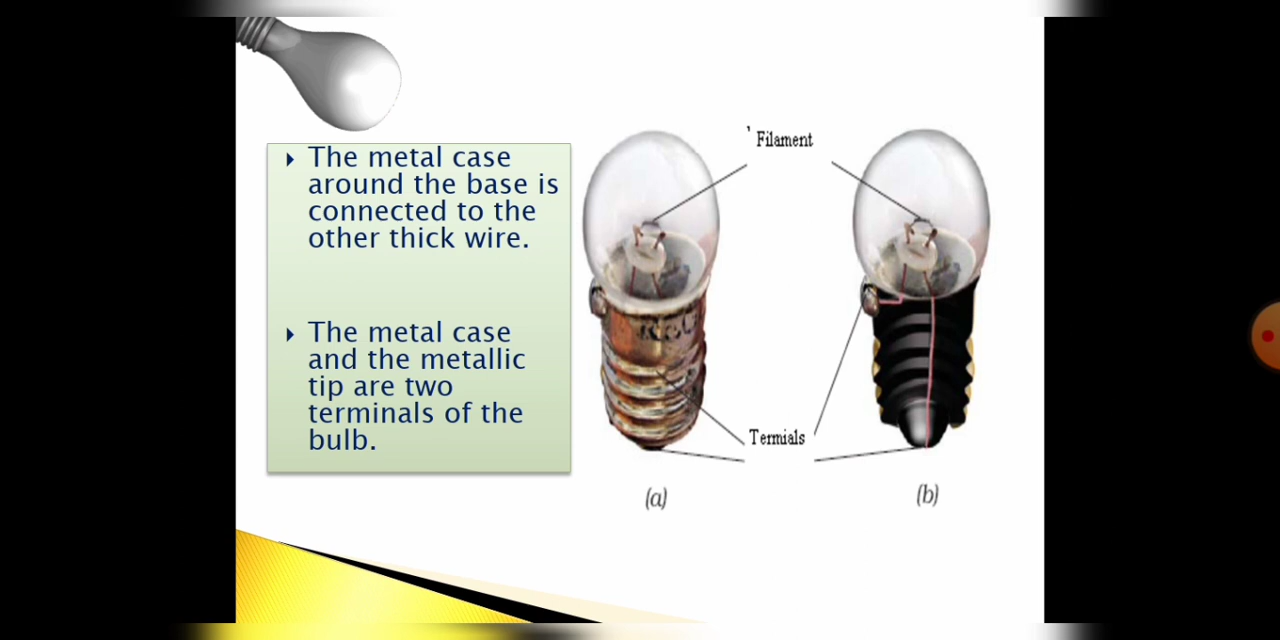 The metal case
around the base is
connected to the
other thick wire.
The metal case
and the metallic
tip are two
terminals of the
bulb.
Filament
Termials
(a)
(b)